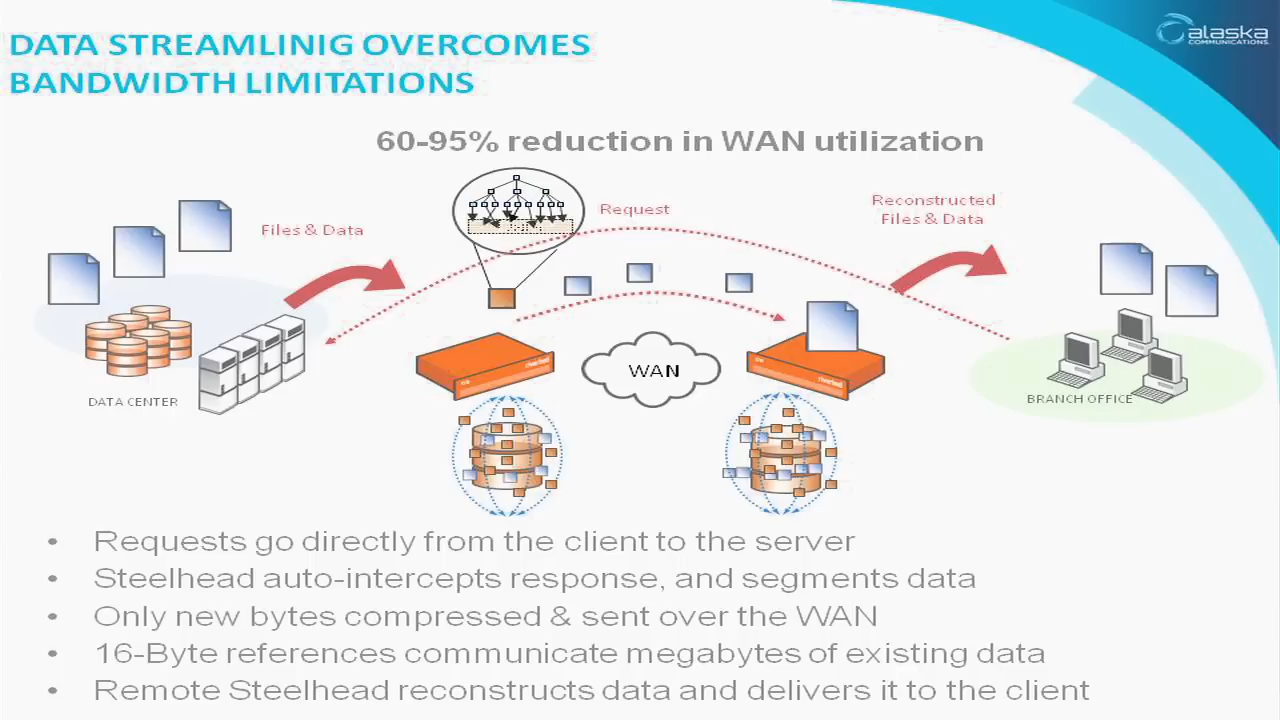 DATA STREAMLINIG OVERCOMES
BANDWIDTH LIMITATIONS
alaska
COMMUNICATIONS.
60-95% reduction in WAN utilization
Files & Data
Request
Reconstructed
Files & Data
WAN
riverbed
riverbed
DATA CENTER
BRANCH OFFICE
• Requests go directly from the client to the server
• Steelhead auto-intercepts response, and segments data
• Only new bytes compressed & sent over the WAN
• 16-Byte references communicate megabytes of existing data
• Remote Steelhead reconstructs data and delivers it to the client